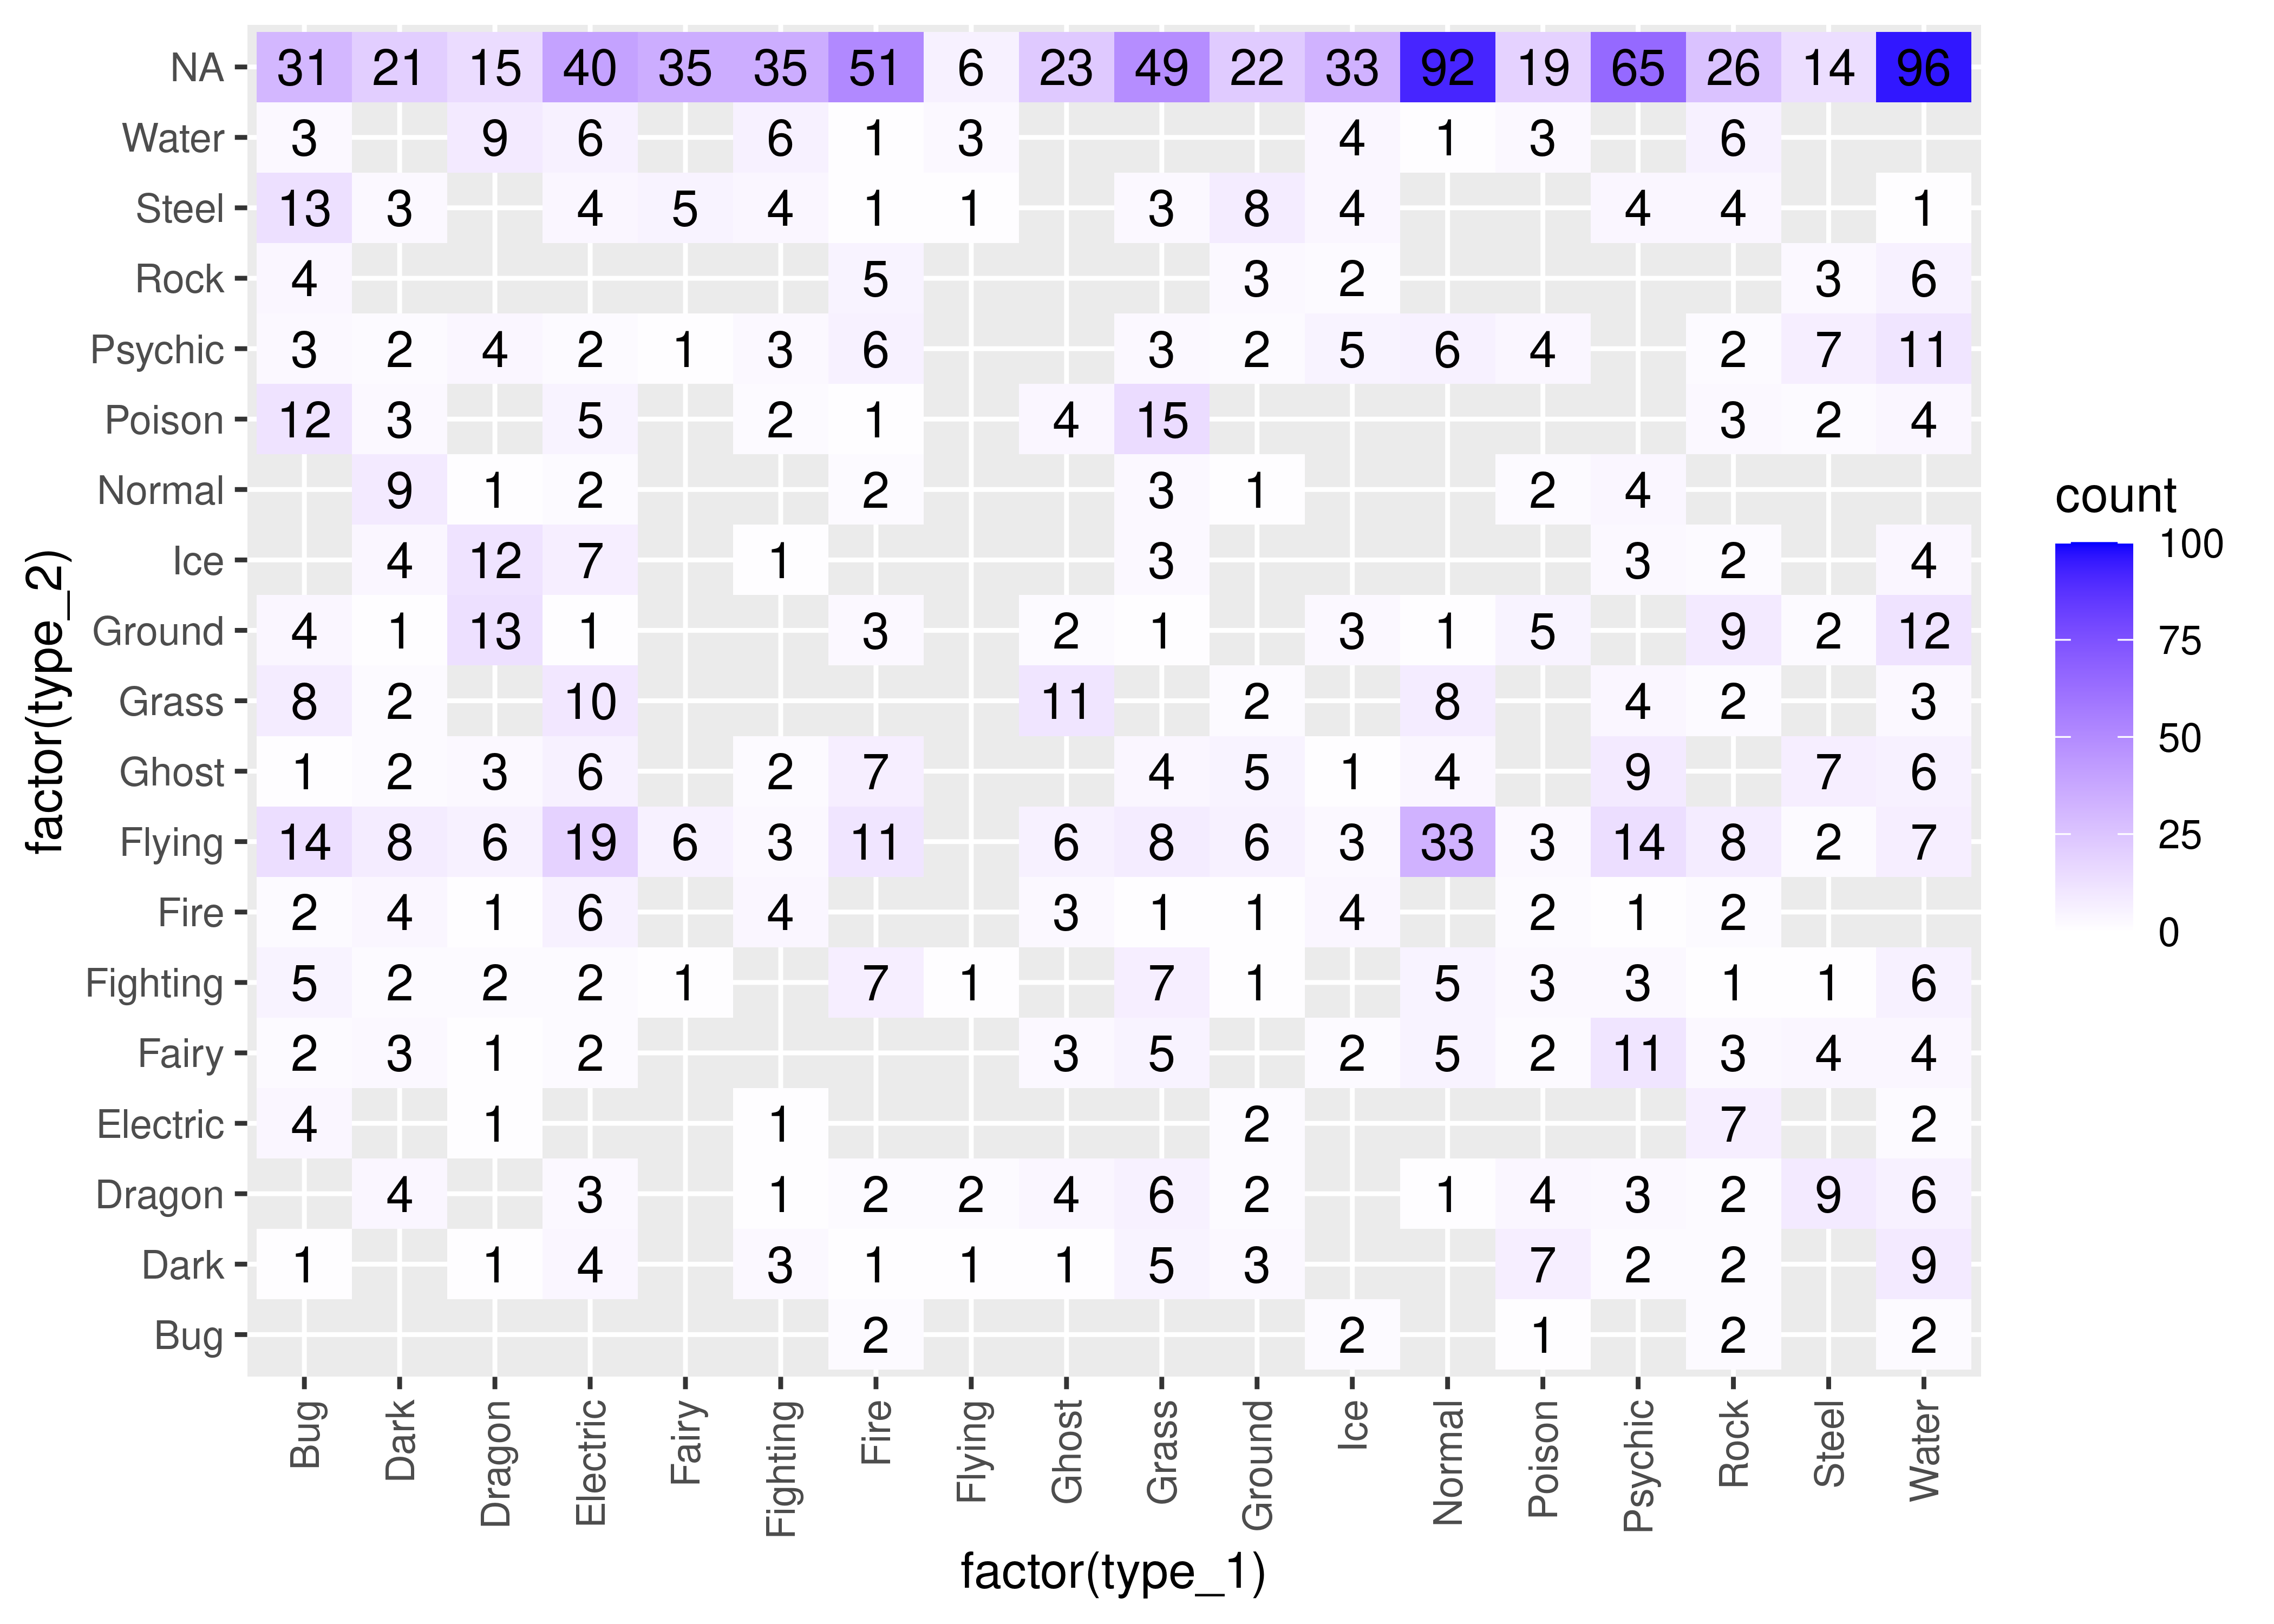 NA 31 21 15 40 35 35 51 6 23 49 22 33 92 19 65 26 14 96
Water 3 9 6 6 1 3 4 1 3 6
Steel 13 3 4 5 4 1 1 3 8 4 4 4 1
Rock 4 5 3 2 3 6
Psychic 3 2 4 2 1 3 6 3 2 5 6 4 2 7 11
Poison 12 3 5 2 1 4 15 3 2 4
Normal 9 1 2 2 3 1 2 4
Ice 4 12 7 1 3 3 2 4
Ground 4 1 13 1 3 2 1 3 1 5 9 2 12
Grass 8 2 10 11 2 8 4 2 3
Ghost 1 2 3 6 2 7 4 5 1 4 9 7 6
Flying 14 8 6 19 6 3 11 6 8 6 3 33 3 14 8 2 7
Fire 2 4 1 6 4 3 1 1 4 2 1 2
Fighting 5 2 2 2 1 7 1 7 1 5 3 3 1 1 6
Fairy 2 3 1 2 3 5 2 5 2 11 3 4 4
Electric 4 1 1 2 7 2
Dragon 4 3 1 2 2 4 6 2 1 4 3 2 9 6
Dark 1 1 4 3 1 1 1 5 3 7 2 2 9
Bug 2 2 1 2 2
Bug Dark Dragon Electric Fairy Fighting Fire Flying Ghost Grass Ground Ice Normal Poison Psychic Rock Steel Water
factor(type_1)
factor(type_2)
count
100
75
50
25
0